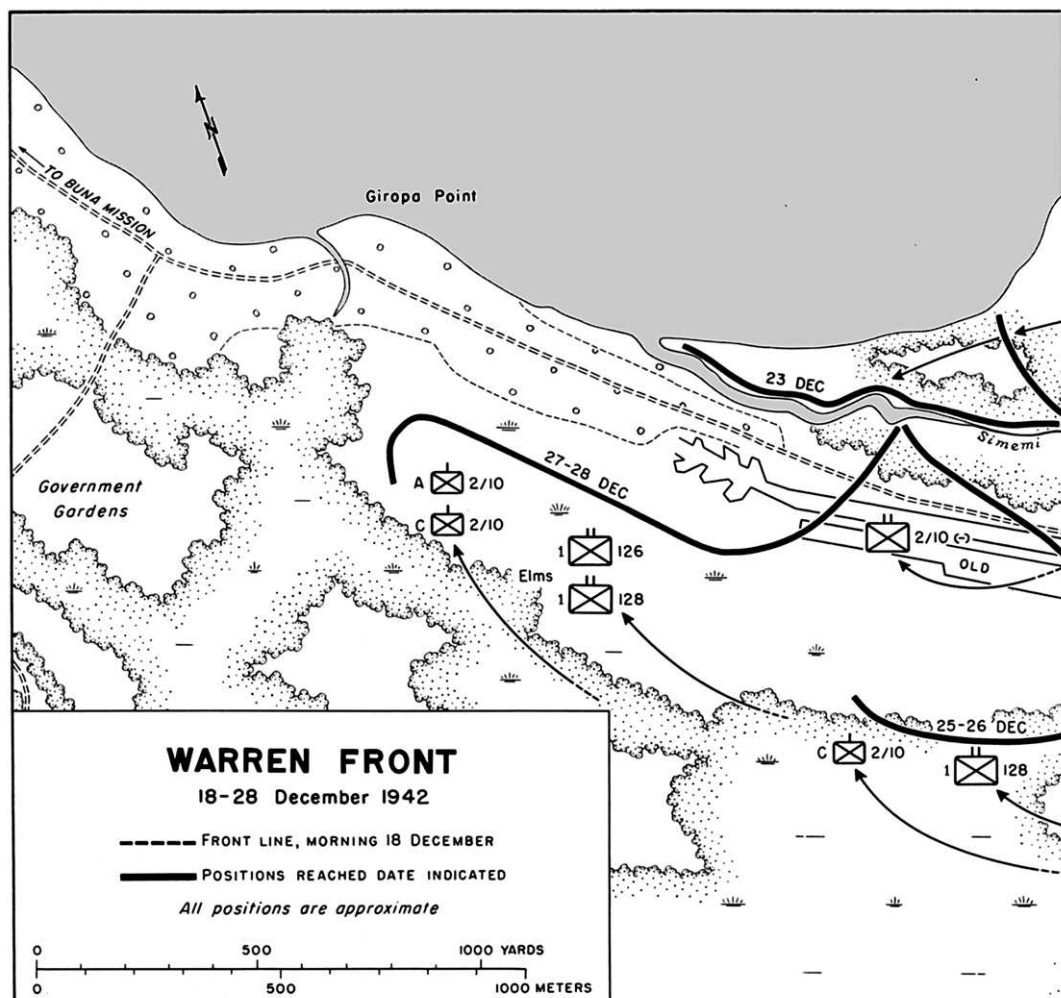 N
TO BUNA MISSION
Giropa Point
23 DEC
Simemi
Government
Gardens
27-28 DEC
A 2/10
C 2/10
1 126
Elms
1 128
2/10 (-)
OLD
25-26 DEC
C 2/10
1 128
WARREN FRONT
18-28 December 1942
FRONT LINE, MORNING 18 DECEMBER
POSITIONS REACHED DATE INDICATED
All positions are approximate
0 500 1000 YARDS
0 500 1000 METERS